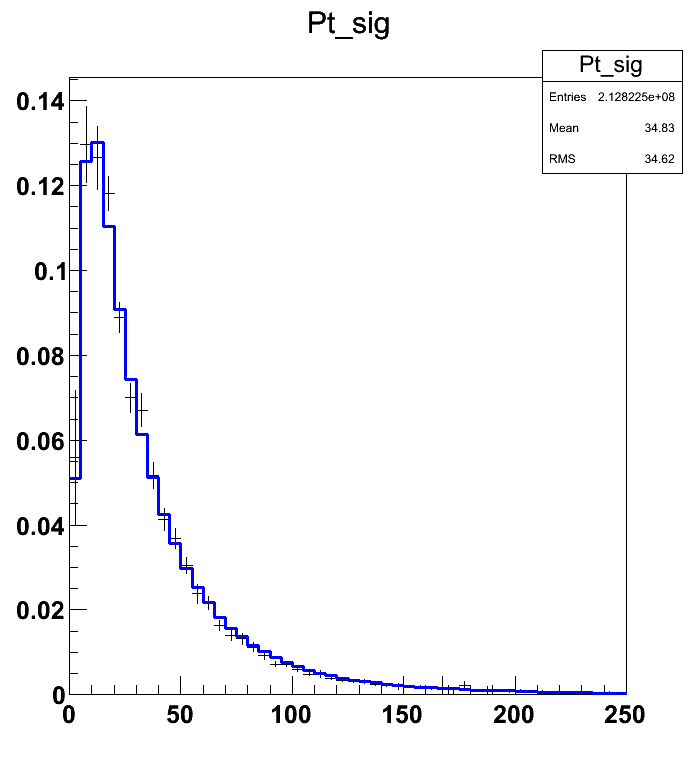 Pt_sig
Pt_sig
Entries 2.128225e+08
Mean 34.83
RMS 34.62
0.14
0.12
0.1
0.08
0.06
0.04
0.02
0
0 50 100 150 200 250